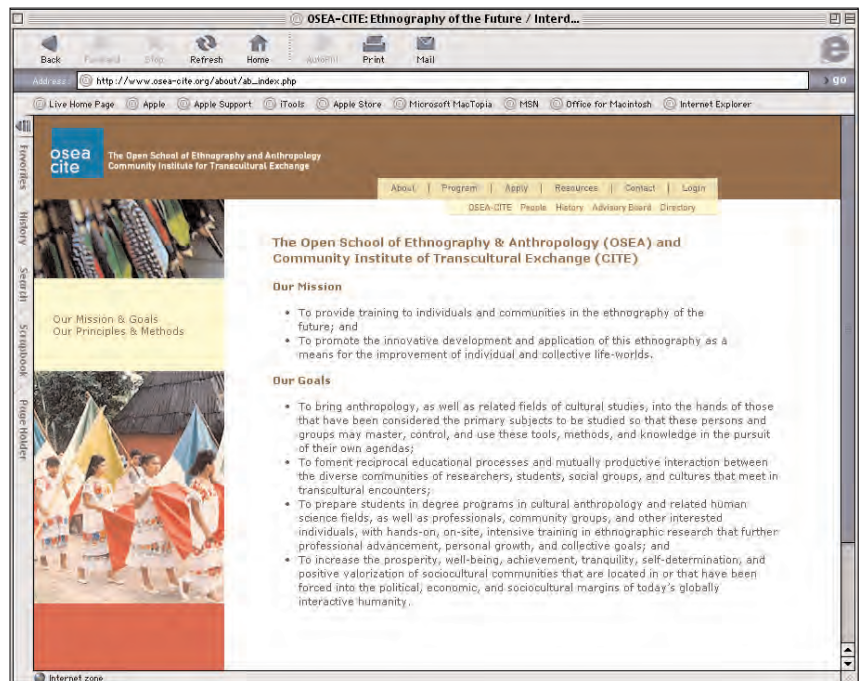 OSEA-CITE: Ethnography of the Future / Interd...
Back Forward Stop Refresh Home AutoFill Print Mail
Address: http://www.osea-cite.org/about/ab_index.php go
Live Home Page Apple Apple Support iTools Apple Store Microsoft MacTopia MSN Office for Macintosh Internet Explorer
Favorites
History
Search
Scrapbook
Page Holder
osea
cite
The Open School of Ethnography and Anthropology
Community Institute for Transcultural Exchange
About | Program | Apply | Resources | Contact | Login
OSEA-CITE People History Advisory Board Directory
Our Mission & Goals
Our Principles & Methods
The Open School of Ethnography & Anthropology (OSEA) and
Community Institute of Transcultural Exchange (CITE)
Our Mission
• To provide training to individuals and communities in the ethnography of the
future; and
• To promote the innovative development and application of this ethnography as a
means for the improvement of individual and collective life-worlds.
Our Goals
• To bring anthropology, as well as related fields of cultural studies, into the hands of those
that have been considered the primary subjects to be studied so that these persons and
groups may master, control, and use these tools, methods, and knowledge in the pursuit
of their own agendas;
• To foment reciprocal educational processes and mutually productive interaction between
the diverse communities of researchers, students, social groups, and cultures that meet in
transcultural encounters;
• To prepare students in degree programs in cultural anthropology and related human
science fields, as well as professionals, community groups, and other interested
individuals, with hands-on, on-site, intensive training in ethnographic research that further
professional advancement, personal growth, and collective goals; and
• To increase the prosperity, well-being, achievement, tranquility, self-determination, and
positive valorization of sociocultural communities that are located in or that have been
forced into the political, economic, and sociocultural margins of today's globally
interactive humanity.
Internet zone